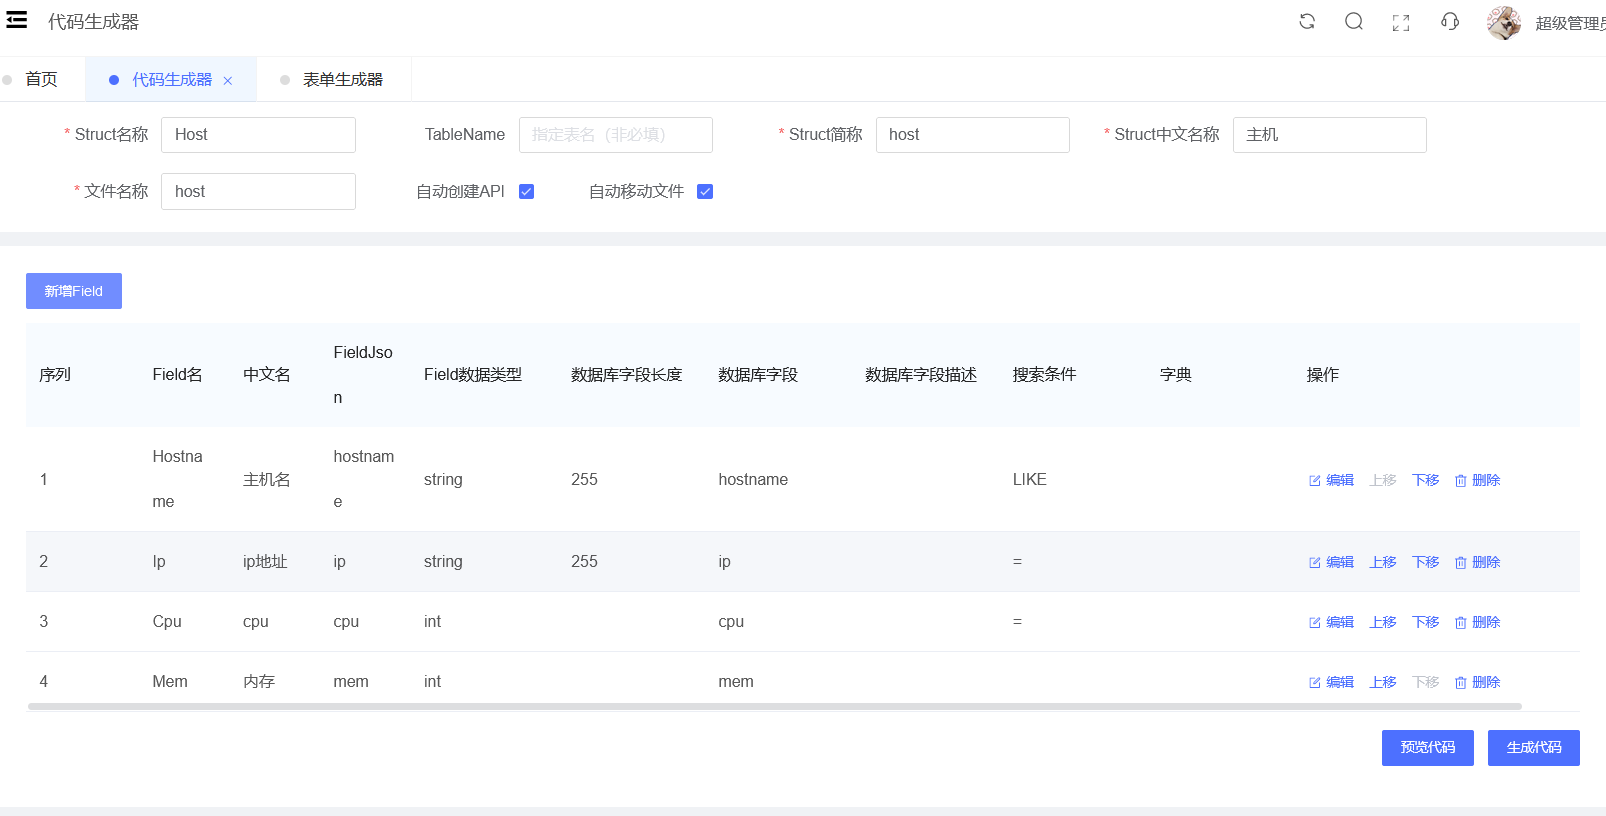 代码生成器
超级管理员
首页
代码生成器 ×
表单生成器
* Struct名称 Host TableName 指定表名（非必填） * Struct简称 host * Struct中文名称 主机
* 文件名称 host 自动创建API 自动移动文件
新增Field
序列 Field名 中文名 FieldJson Field数据类型 数据库字段长度 数据库字段 数据库字段描述 搜索条件 字典 操作
1 Hostname 主机名 hostname string 255 hostname LIKE 编辑 上移 下移 删除
2 Ip ip地址 ip string 255 ip = 编辑 上移 下移 删除
3 Cpu cpu cpu int cpu = 编辑 上移 下移 删除
4 Mem 内存 mem int mem 编辑 上移 下移 删除
预览代码 生成代码